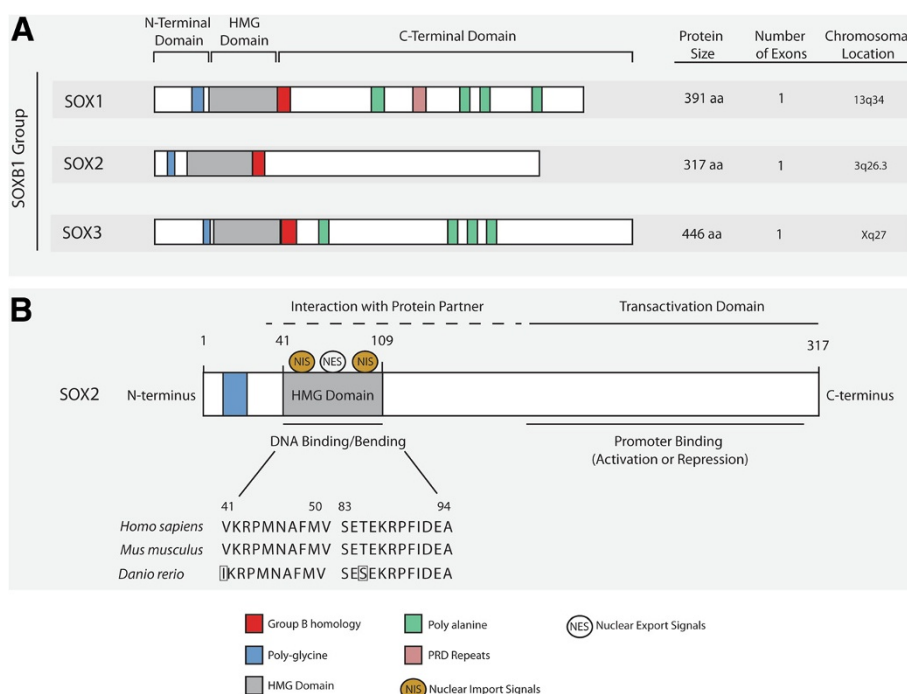 A
N-Terminal Domain
HMG Domain
C-Terminal Domain
Protein Size
Number of Exons
Chromosomal Location
SOXB1 Group
SOX1
391 aa
1
13q34
SOX2
317 aa
1
3q26.3
SOX3
446 aa
1
Xq27
B
Interaction with Protein Partner
Transactivation Domain
1
41
109
317
NIS
NES
NIS
SOX2
N-terminus
HMG Domain
C-terminus
DNA Binding/Bending
Promoter Binding
(Activation or Repression)
41
50
83
94
Homo sapiens VKRPMNAFMV SETEKRPFIDEA
Mus musculus VKRPMNAFMV SETEKRPFIDEA
Danio rerio IKRPMNAFMV SESEKRPFIDEA
Group B homology
Poly alanine
NES Nuclear Export Signals
Poly-glycine
PRD Repeats
HMG Domain
NIS Nuclear Import Signals